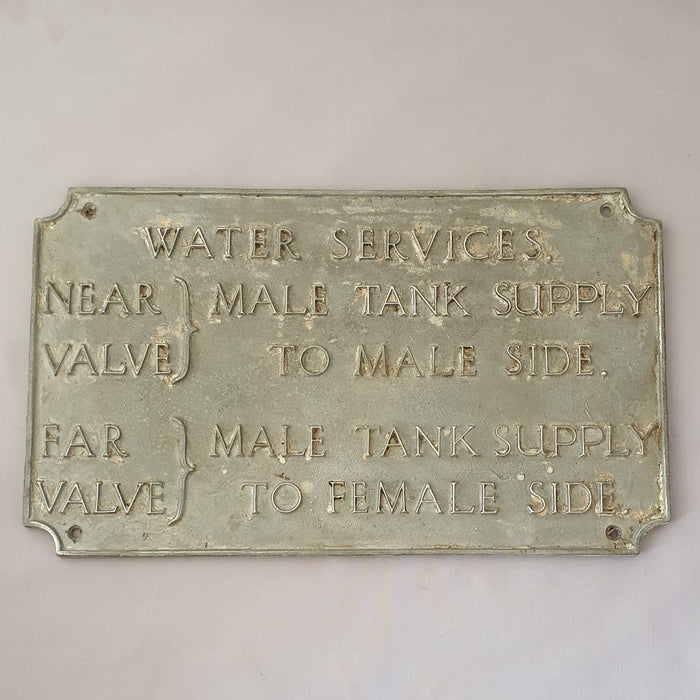 WATER SERVICES.
NEAR } MALE TANK SUPPLY
VALVE } TO MALE SIDE.
FAR } MALE TANK SUPPLY
VALVE } TO FEMALE SIDE.